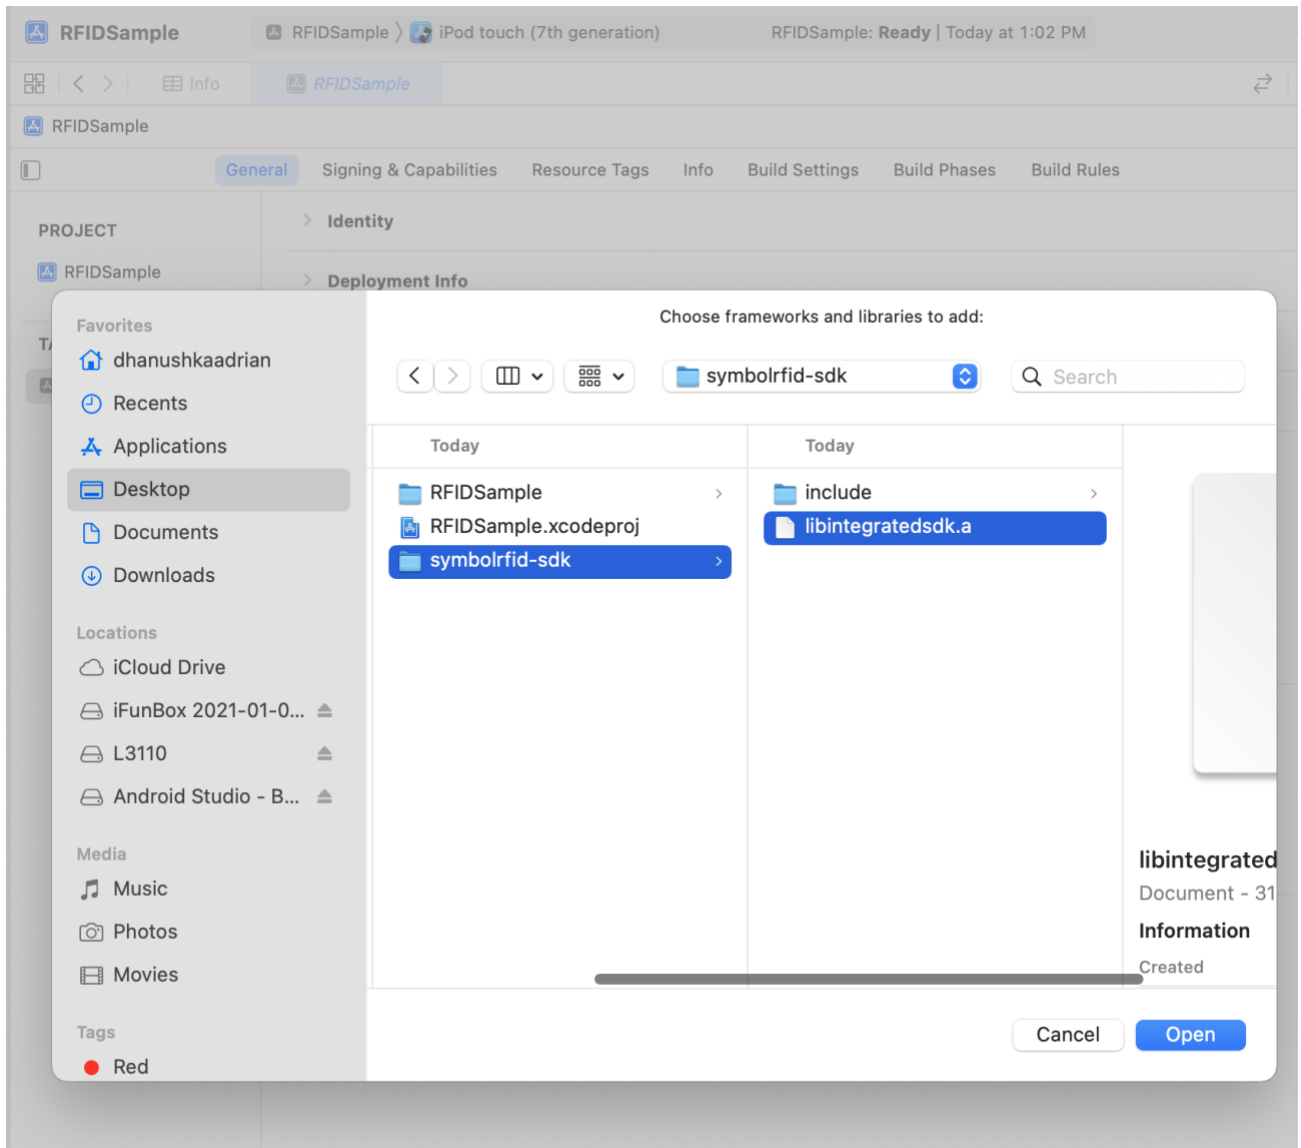 RFIDSample RFIDSample 〉 iPod touch (7th generation) RFIDSample: Ready | Today at 1:02 PM
Info RFIDSample
RFIDSample
General Signing & Capabilities Resource Tags Info Build Settings Build Phases Build Rules
PROJECT
RFIDSample
Identity
Deployment Info
TA
Favorites
dhanushkaadrian
Recents
Applications
Desktop
Documents
Downloads
Locations
iCloud Drive
iFunBox 2021-01-0...
L3110
Android Studio - B...
Media
Music
Photos
Movies
Tags
Red
Choose frameworks and libraries to add:
symbolrfid-sdk Search
Today Today
RFIDSample include
RFIDSample.xcodeproj libintegratedsdk.a
symbolrfid-sdk
libintegrated
Document - 31
Information
Created
Cancel Open